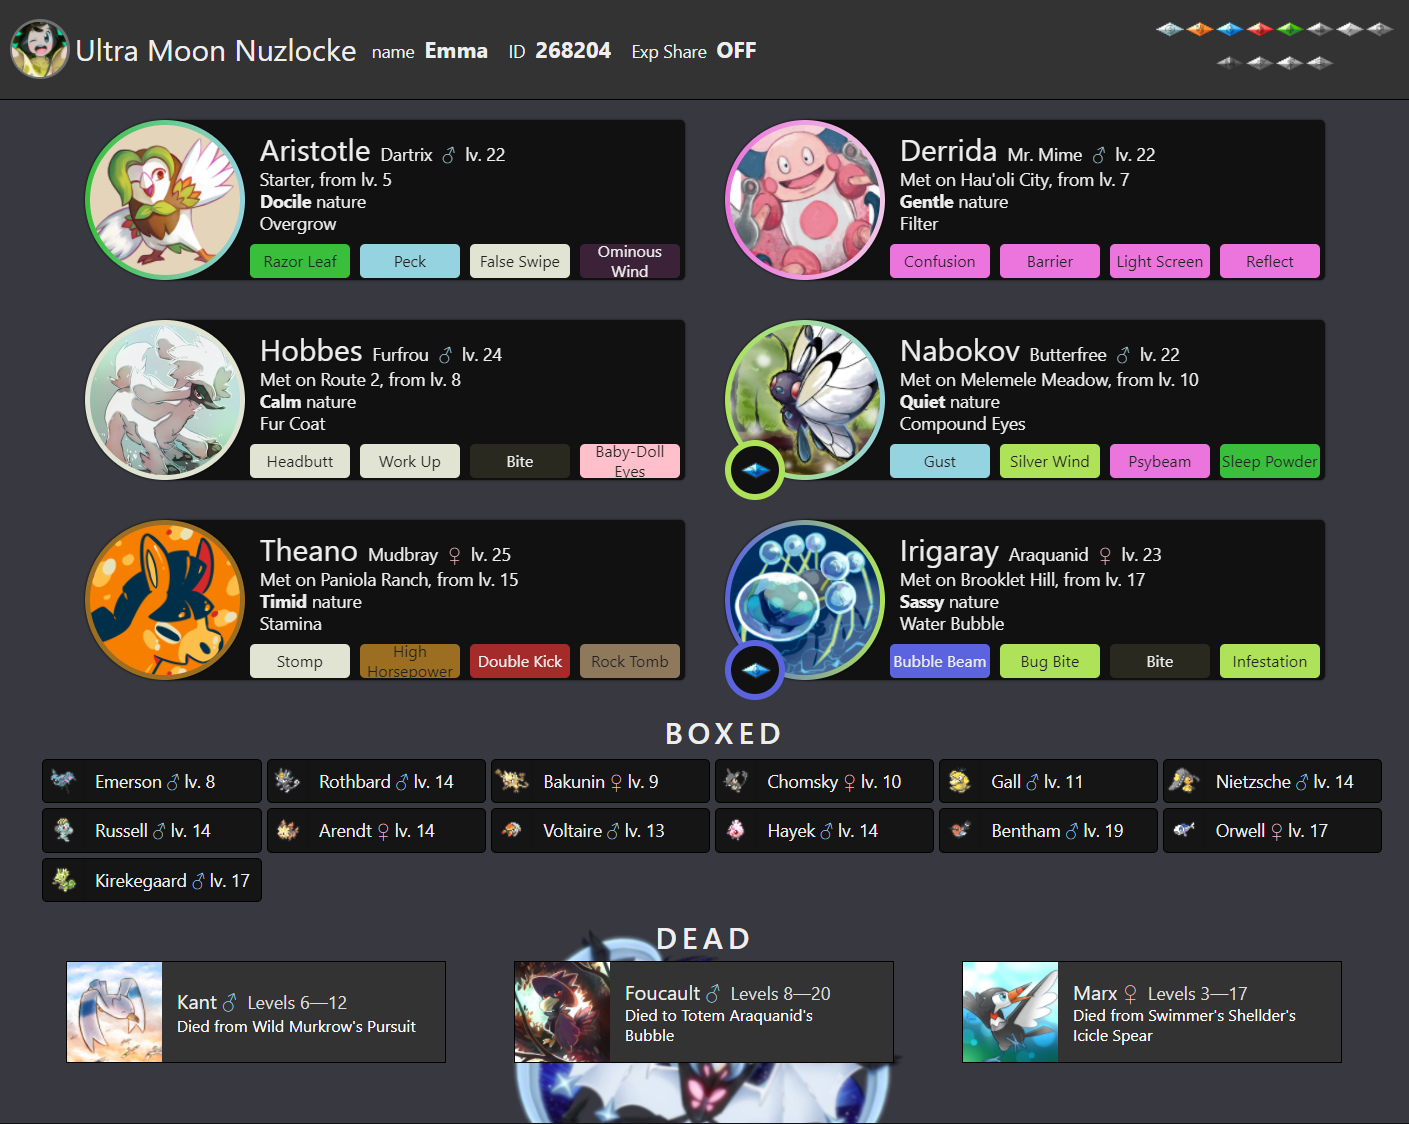 Ultra Moon Nuzlocke name Emma ID 268204 Exp Share OFF
Aristotle Dartrix ♂ lv. 22
Starter, from lv. 5
Docile nature
Overgrow
Razor Leaf Peck False Swipe Ominous Wind
Derrida Mr. Mime ♂ lv. 22
Met on Hau'oli City, from lv. 7
Gentle nature
Filter
Confusion Barrier Light Screen Reflect
Hobbes Furfrou ♂ lv. 24
Met on Route 2, from lv. 8
Calm nature
Fur Coat
Headbutt Work Up Bite Baby-Doll Eyes
Nabokov Butterfree ♂ lv. 22
Met on Melemele Meadow, from lv. 10
Quiet nature
Compound Eyes
Gust Silver Wind Psybeam Sleep Powder
Theano Mudbray ♀ lv. 25
Met on Paniola Ranch, from lv. 15
Timid nature
Stamina
Stomp High Horsepower Double Kick Rock Tomb
Irigaray Araquanid ♀ lv. 23
Met on Brooklet Hill, from lv. 17
Sassy nature
Water Bubble
Bubble Beam Bug Bite Bite Infestation
BOXED
Emerson ♂ lv. 8 Rothbard ♂ lv. 14 Bakunin ♀ lv. 9 Chomsky ♀ lv. 10 Gall ♂ lv. 11 Nietzsche ♂ lv. 14
Russell ♂ lv. 14 Arendt ♀ lv. 14 Voltaire ♂ lv. 13 Hayek ♂ lv. 14 Bentham ♂ lv. 19 Orwell ♀ lv. 17
Kirekegaard ♂ lv. 17
DEAD
Kant ♂ Levels 6—12
Died from Wild Murkrow's Pursuit
Foucault ♂ Levels 8—20
Died to Totem Araquanid's
Bubble
Marx ♀ Levels 3—17
Died from Swimmer's Shellder's
Icicle Spear